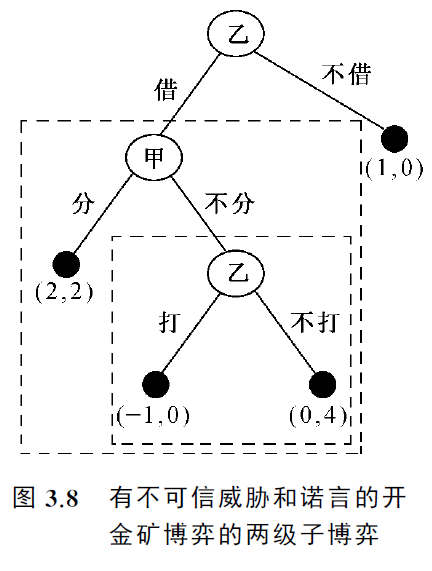 乙
借
不借
甲
(1,0)
分
不分
(2,2)
乙
打
不打
(-1,0)
(0,4)
图 3.8 有不可信威胁和诺言的开
金矿博弈的两级子博弈